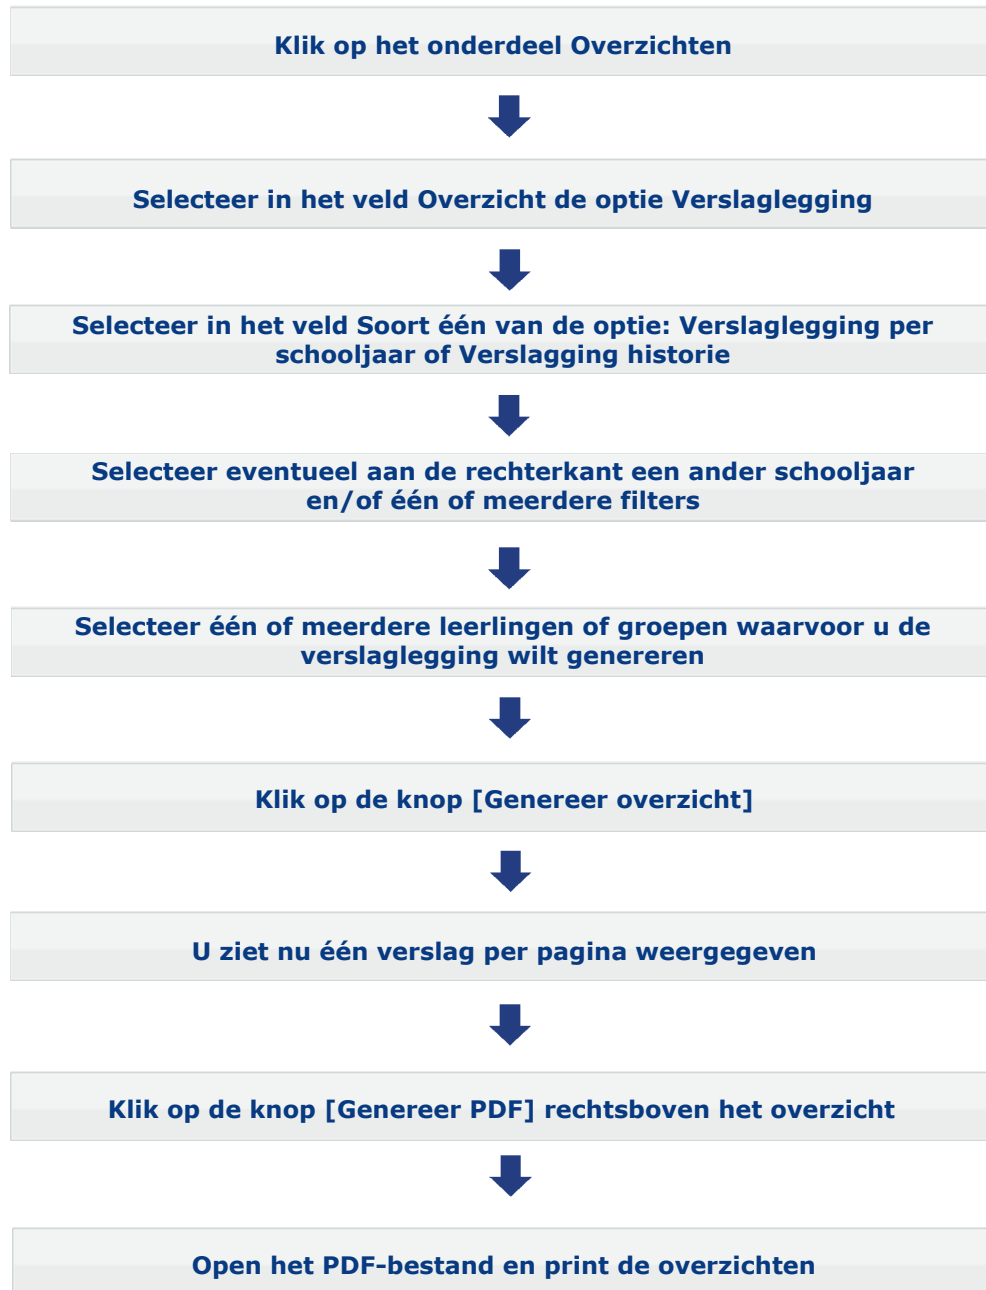 Klik op het onderdeel Overzichten
Selecteer in het veld Overzicht de optie Verslaglegging
Selecteer in het veld Soort één van de optie: Verslaglegging per
schooljaar of Verslagging historie
Selecteer eventueel aan de rechterkant een ander schooljaar
en/of één of meerdere filters
Selecteer één of meerdere leerlingen of groepen waarvoor u de
verslaglegging wilt genereren
Klik op de knop [Genereer overzicht]
U ziet nu één verslag per pagina weergegeven
Klik op de knop [Genereer PDF] rechtsboven het overzicht
Open het PDF-bestand en print de overzichten